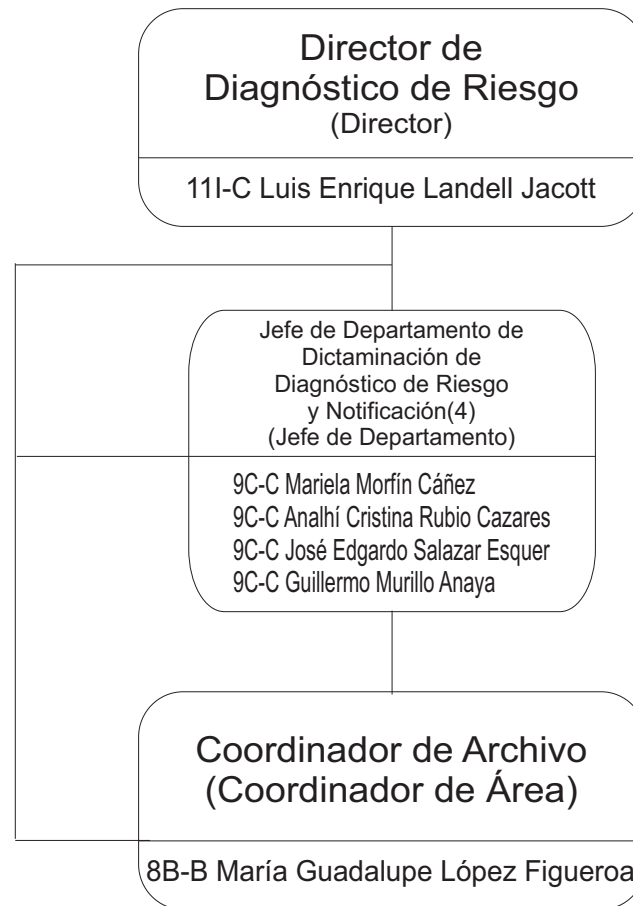 Director de
Diagnóstico de Riesgo
(Director)
11I-C Luis Enrique Landell Jacott
Jefe de Departamento de
Dictaminación de
Diagnóstico de Riesgo
y Notificación(4)
(Jefe de Departamento)
9C-C Mariela Morfín Cáñez
9C-C Analhí Cristina Rubio Cazares
9C-C José Edgardo Salazar Esquer
9C-C Guillermo Murillo Anaya
Coordinador de Archivo
(Coordinador de Área)
8B-B María Guadalupe López Figueroa